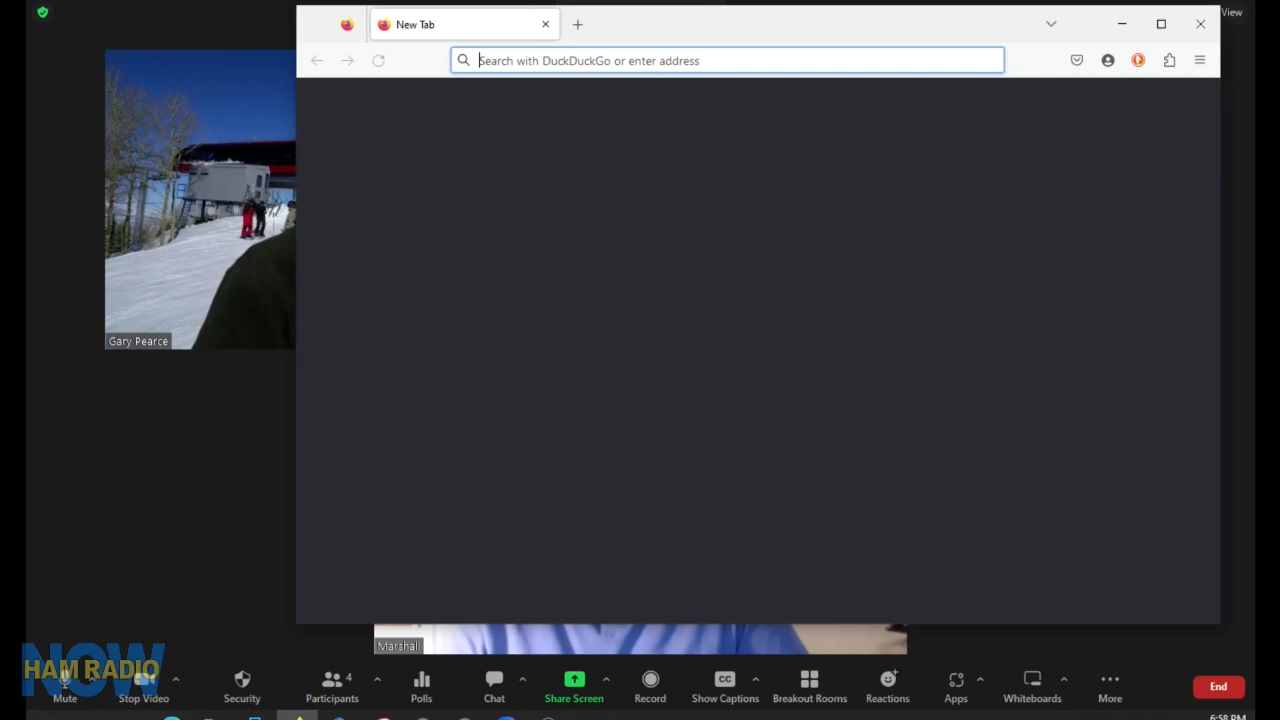 View
New Tab
Search with DuckDuckGo or enter address
Gary Pearce
Marshall
NOW
HAM RADIO
Mute
Stop Video
Security
4
Participants
Polls
Chat
Share Screen
Record
CC
Show Captions
Breakout Rooms
Reactions
Apps
Whiteboards
More
End
6:58 PM